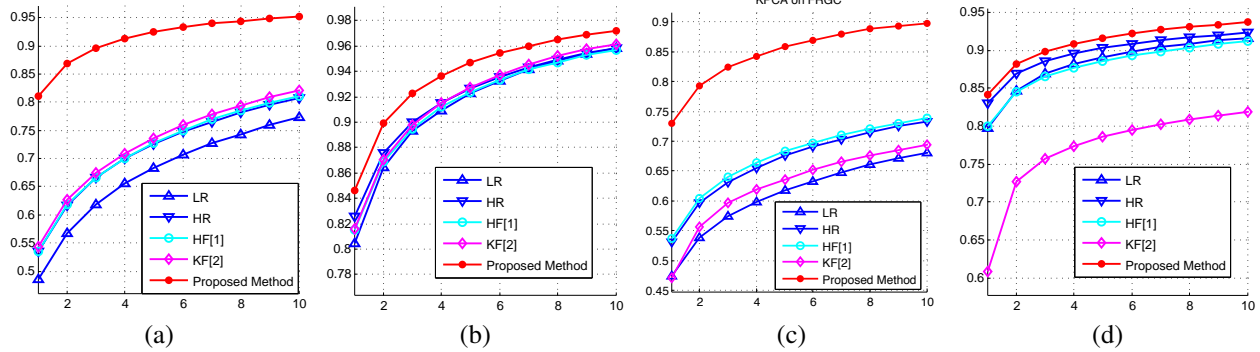 0.95
0.9
0.85
0.8
0.75
0.7
0.65
0.6
0.55
0.5
LR
HR
HF[1]
KF[2]
Proposed Method
2 4 6 8 10
(a)
0.98
0.96
0.94
0.92
0.9
0.88
0.86
0.84
0.82
0.8
0.78
LR
HR
HF[1]
KF[2]
Proposed Method
2 4 6 8 10
(b)
KPCA on FRGC
0.9
0.85
0.8
0.75
0.7
0.65
0.6
0.55
0.5
0.45
LR
HR
HF[1]
KF[2]
Proposed Method
2 4 6 8 10
(c)
0.95
0.9
0.85
0.8
0.75
0.7
0.65
0.6
LR
HR
HF[1]
KF[2]
Proposed Method
2 4 6 8 10
(d)